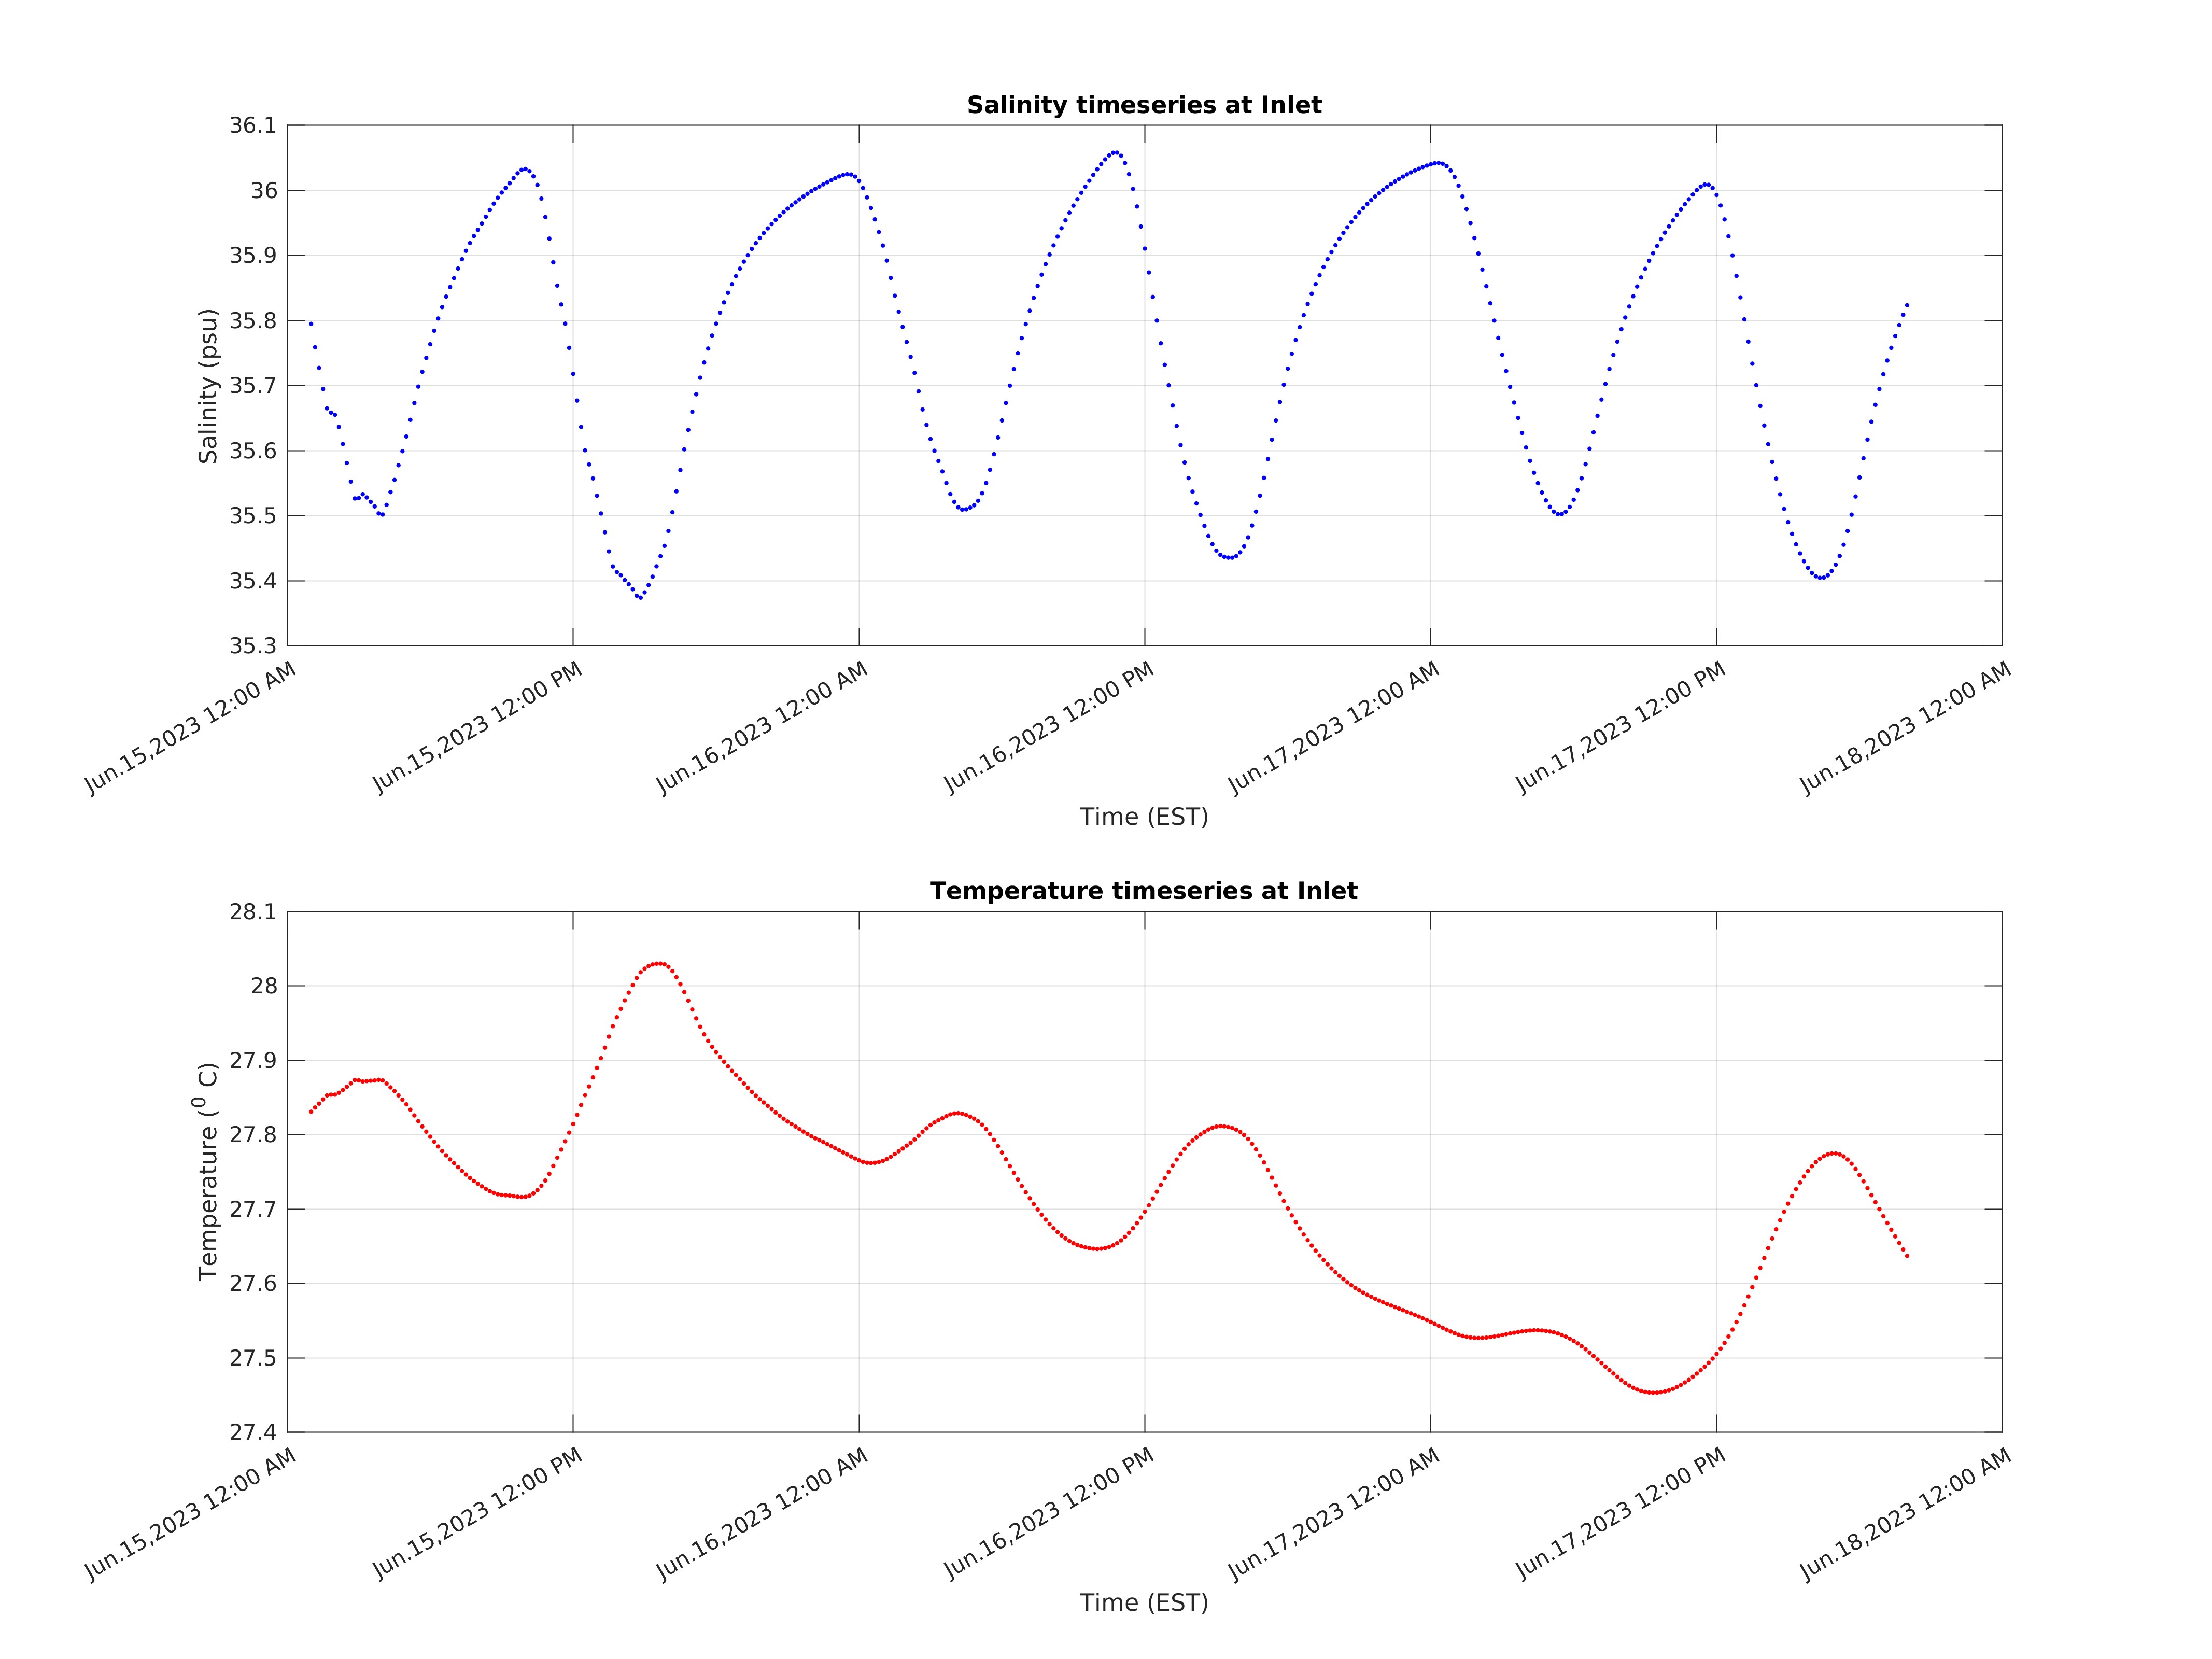 Salinity timeseries at Inlet
Salinity (psu)
36.1
36
35.9
35.8
35.7
35.6
35.5
35.4
35.3
Jun.15,2023 12:00 AM
Jun.15,2023 12:00 PM
Jun.16,2023 12:00 AM
Jun.16,2023 12:00 PM
Jun.17,2023 12:00 AM
Jun.17,2023 12:00 PM
Jun.18,2023 12:00 AM
Time (EST)
Temperature timeseries at Inlet
Temperature (⁰ C)
28.1
28
27.9
27.8
27.7
27.6
27.5
27.4
Jun.15,2023 12:00 AM
Jun.15,2023 12:00 PM
Jun.16,2023 12:00 AM
Jun.16,2023 12:00 PM
Jun.17,2023 12:00 AM
Jun.17,2023 12:00 PM
Jun.18,2023 12:00 AM
Time (EST)